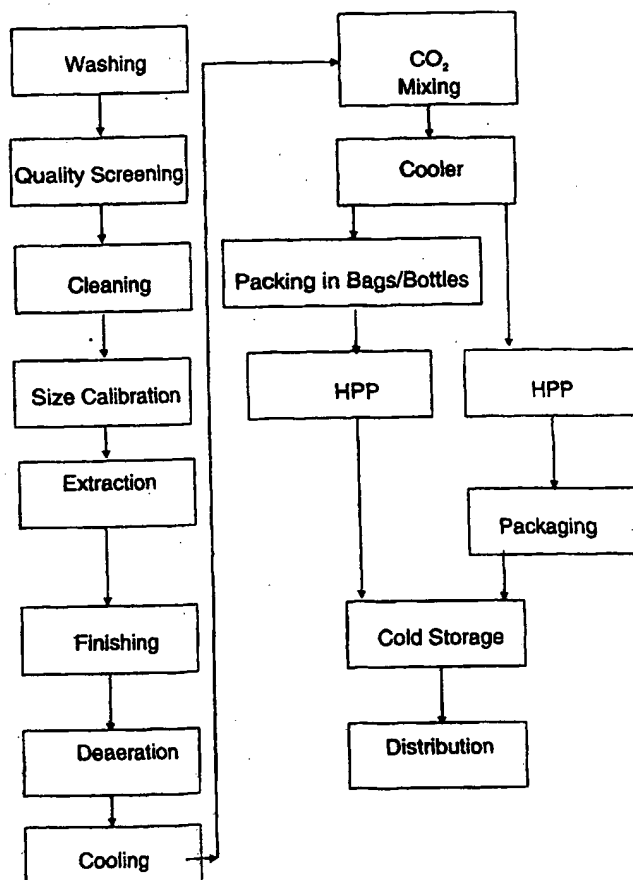 Washing
Quality Screening
Cleaning
Size Calibration
Extraction
Finishing
Deaeration
Cooling
CO₂
Mixing
Cooler
Packing in Bags/Bottles
HPP
HPP
Packaging
Cold Storage
Distribution